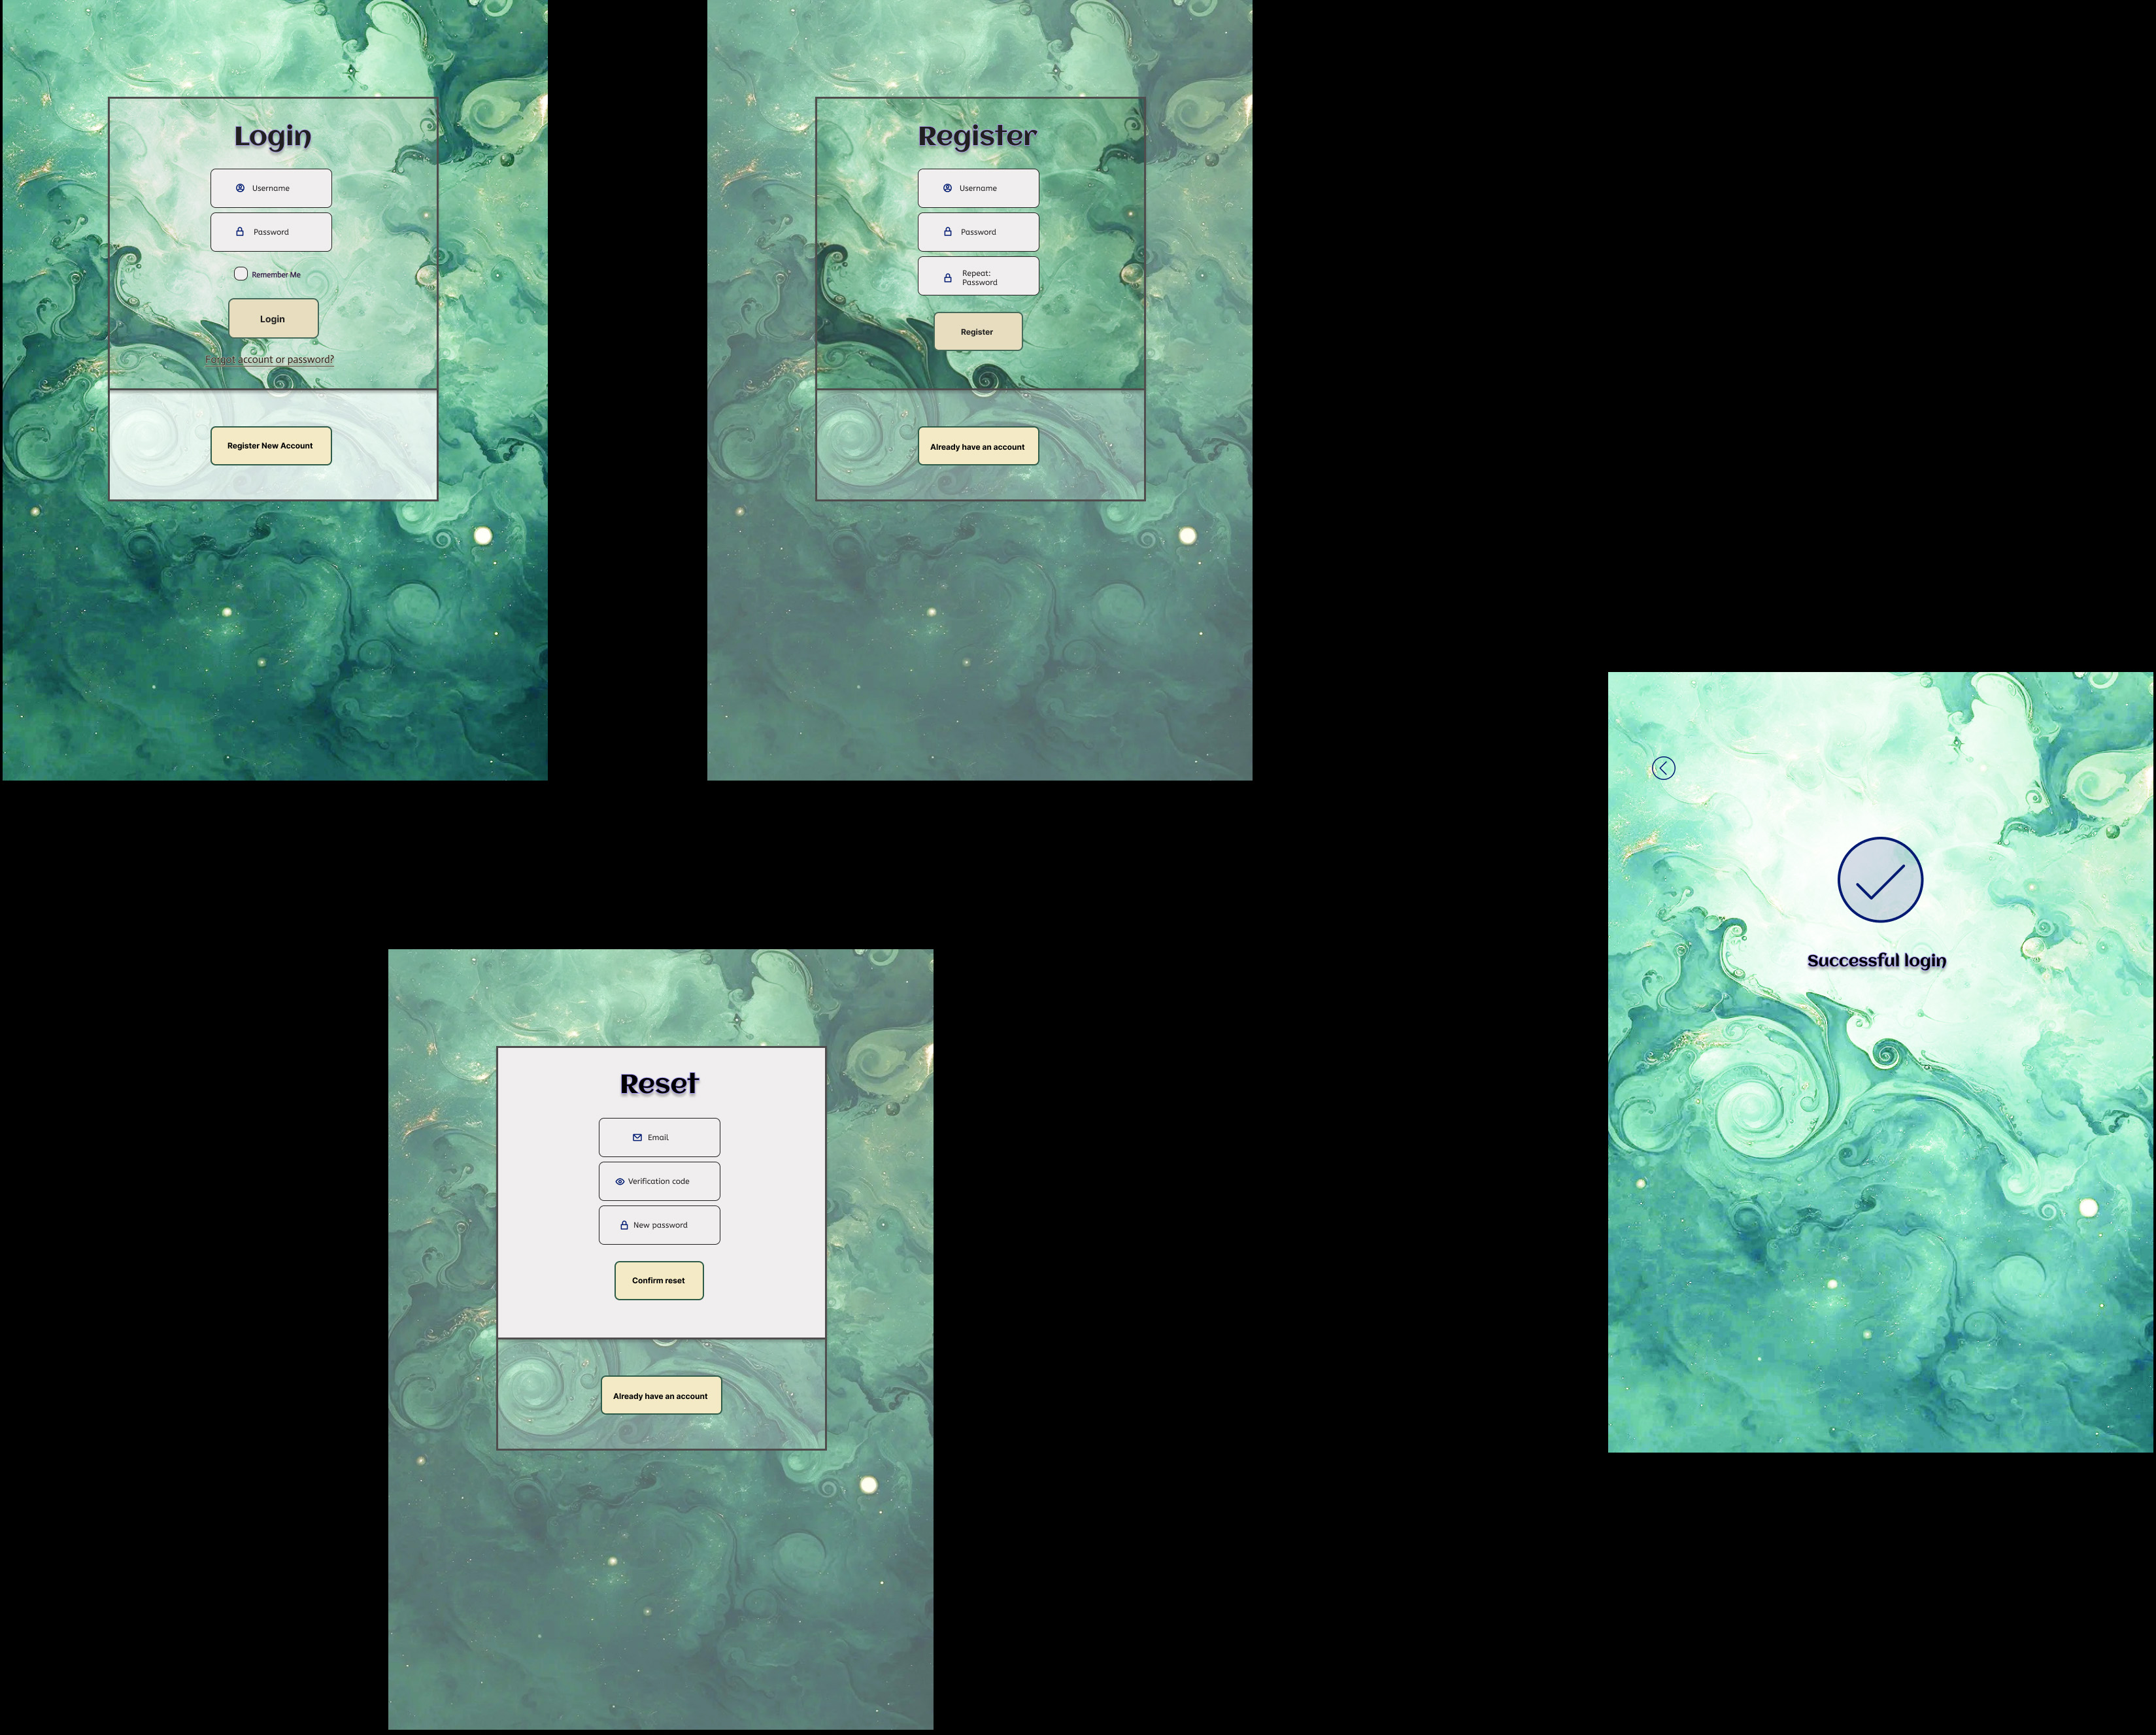 Login
Username
Password
Remember Me
Login
Forgot account or password?
Register New Account
Register
Username
Password
Repeat:
Password
Register
Already have an account
Successful login
Reset
Email
Verification code
New password
Confirm reset
Already have an account